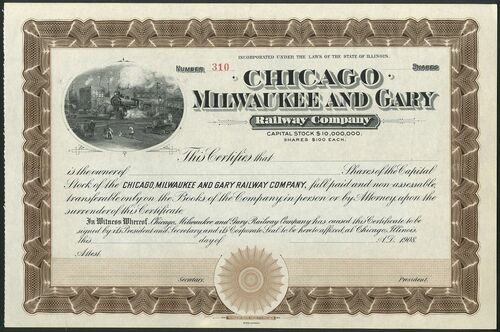 INCORPORATED UNDER THE LAWS OF THE STATE OF ILLINOIS.
NUMBER 310 SHARES
CHICAGO
MILWAUKEE AND GARY
Railway Company
CAPITAL STOCK $10,000,000.
SHARES $100 EACH.
This Certifies that
is the owner of Shares of the Capital
Stock of the CHICAGO, MILWAUKEE AND GARY RAILWAY COMPANY, full paid and non assessable,
transferable only on the Books of the Company in person or by Attorney upon the
surrender of this Certificate.
In Witness Whereof, Chicago, Milwaukee and Gary Railway Company has caused this Certificate to be
signed by its President and Secretary and its Corporate Seal to be hereto affixed, at Chicago, Illinois.
this day of A.D. 1908.
Attest
Secretary. President.